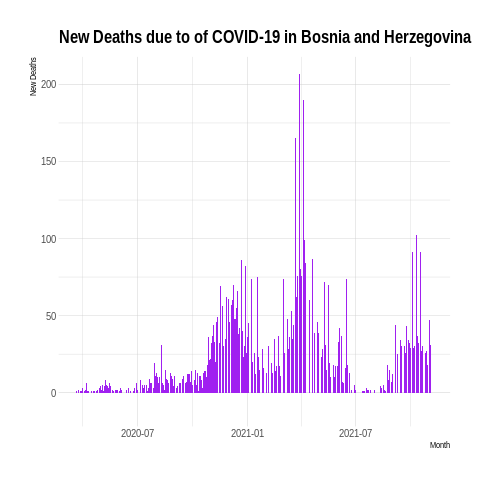 New Deaths due to of COVID-19 in Bosnia and Herzegovina
New Deaths
200
150
100
50
0
2020-07
2021-01
2021-07
Month